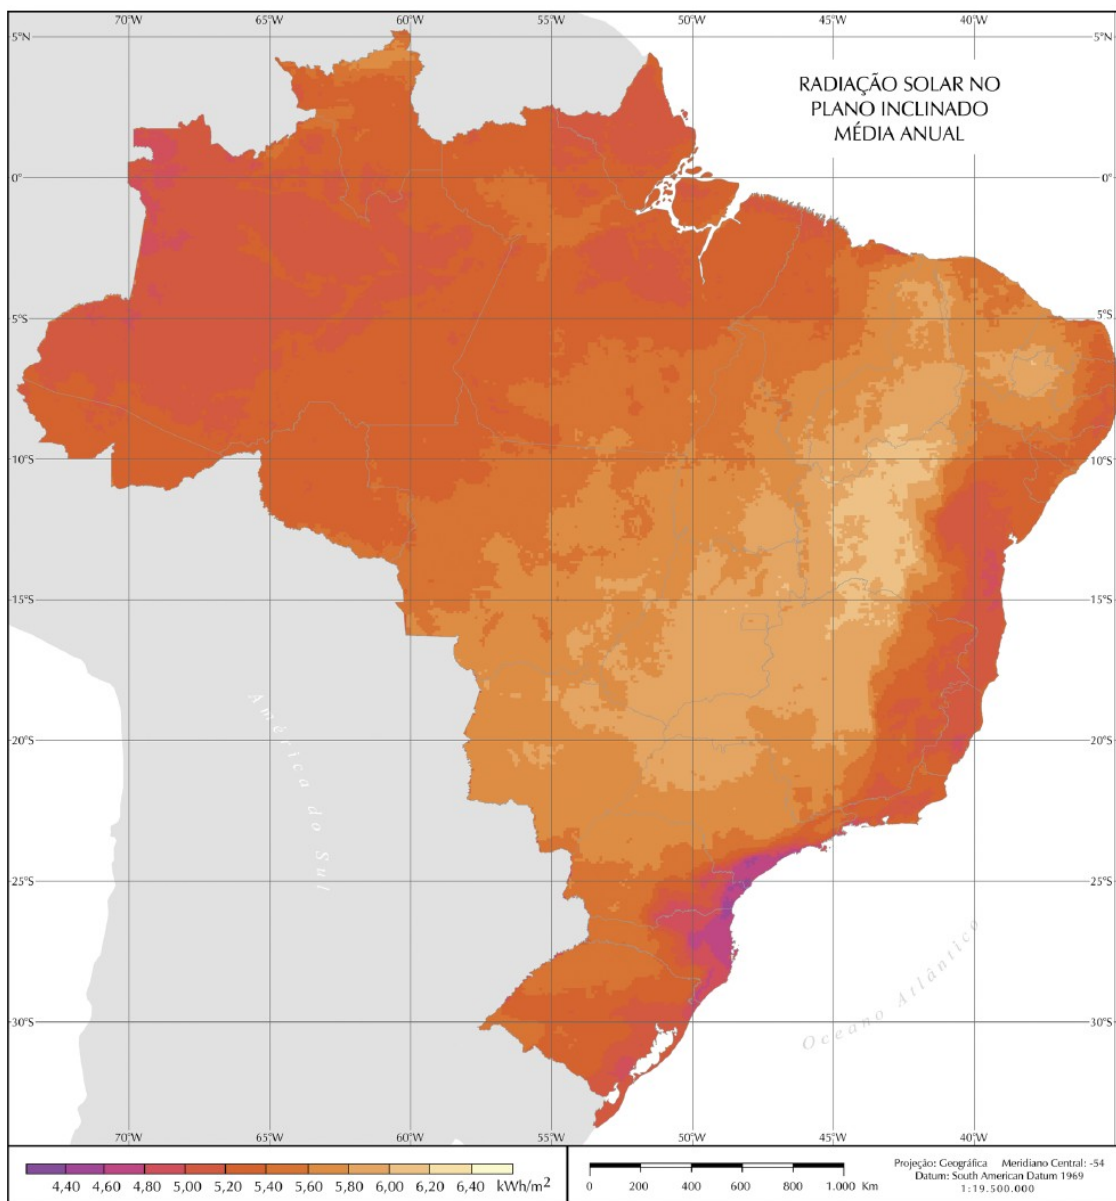 70°W 65°W 60°W 55°W 50°W 45°W 40°W
5°N 5°N
RADIAÇÃO SOLAR NO
PLANO INCLINADO
MÉDIA ANUAL
0° 0°
5°S 5°S
10°S 10°S
15°S 15°S
América do Sul
20°S 20°S
25°S 25°S
Oceano Atlântico
30°S 30°S
70°W 65°W 60°W 55°W 50°W 45°W 40°W
4,40 4,60 4,80 5,00 5,20 5,40 5,60 5,80 6,00 6,20 6,40 kWh/m²
0 200 400 600 800 1.000 Km
Projeção: Geográfica Meridiano Central: -54
Datum: South American Datum 1969
1:19.500.000